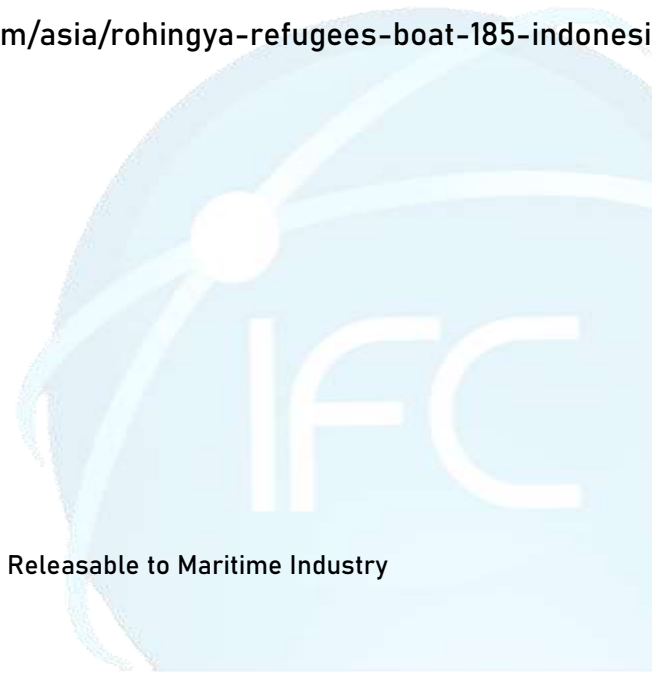 m/asia/rohingya-refugees-boat-185-indonesi
IFC
Releasable to Maritime Industry